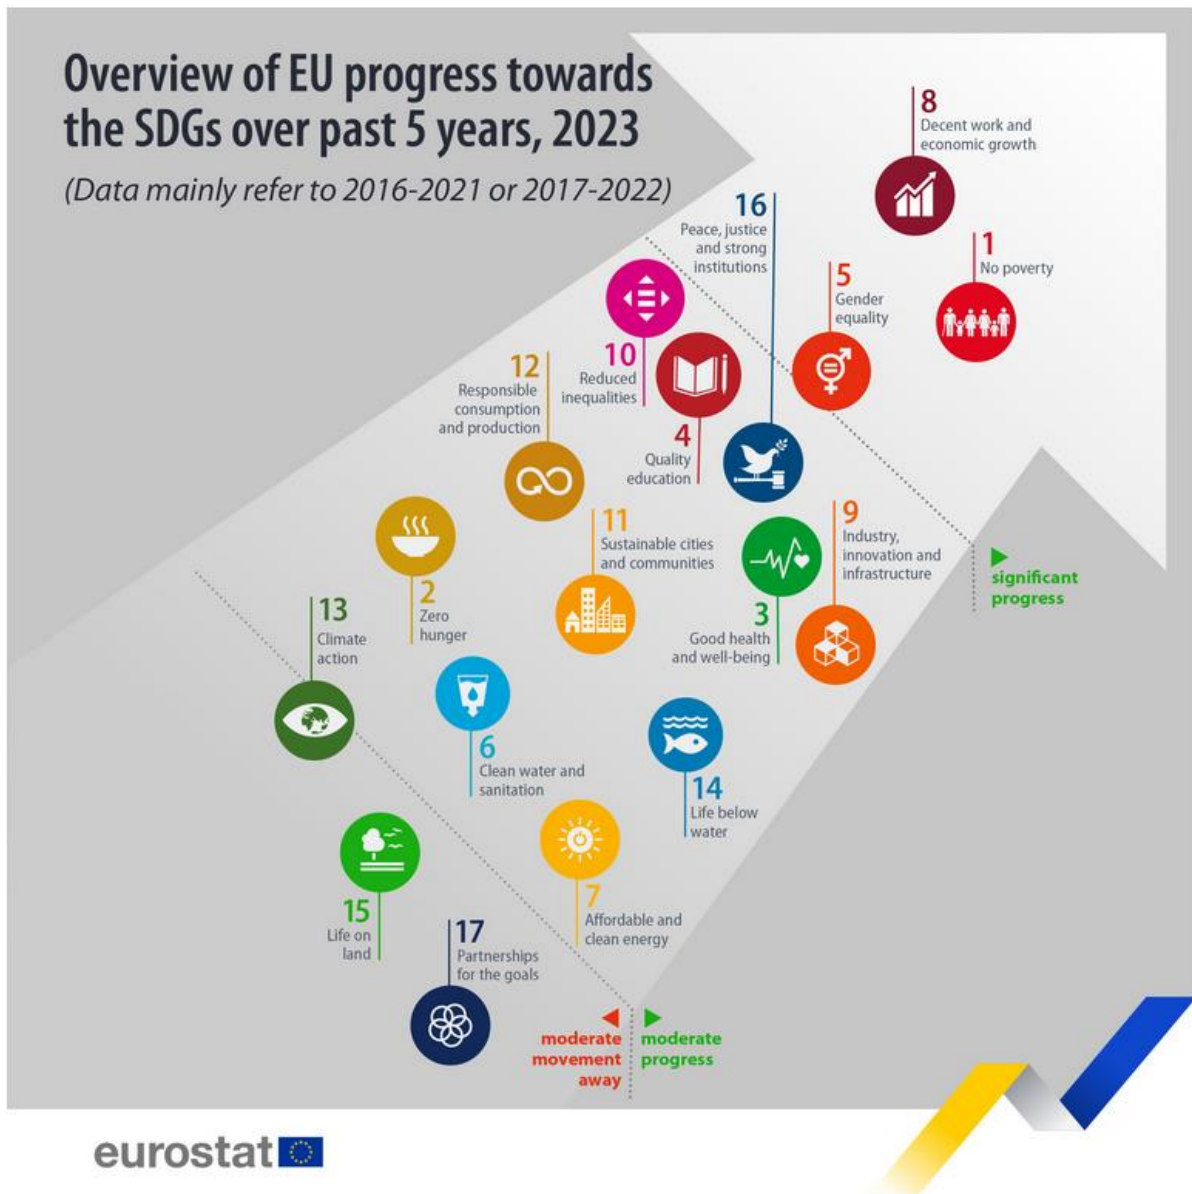 Overview of EU progress towards
the SDGs over past 5 years, 2023
(Data mainly refer to 2016-2021 or 2017-2022)
8
Decent work and
economic growth
16
Peace, justice
and strong
institutions
1
No poverty
5
Gender
equality
10
Reduced
inequalities
12
Responsible
consumption
and production
4
Quality
education
11
Sustainable cities
and communities
9
Industry,
innovation and
infrastructure
significant
progress
2
Zero
hunger
13
Climate
action
3
Good health
and well-being
6
Clean water and
sanitation
14
Life below
water
7
Affordable and
clean energy
15
Life on
land
17
Partnerships
for the goals
moderate
movement
away
moderate
progress
eurostat